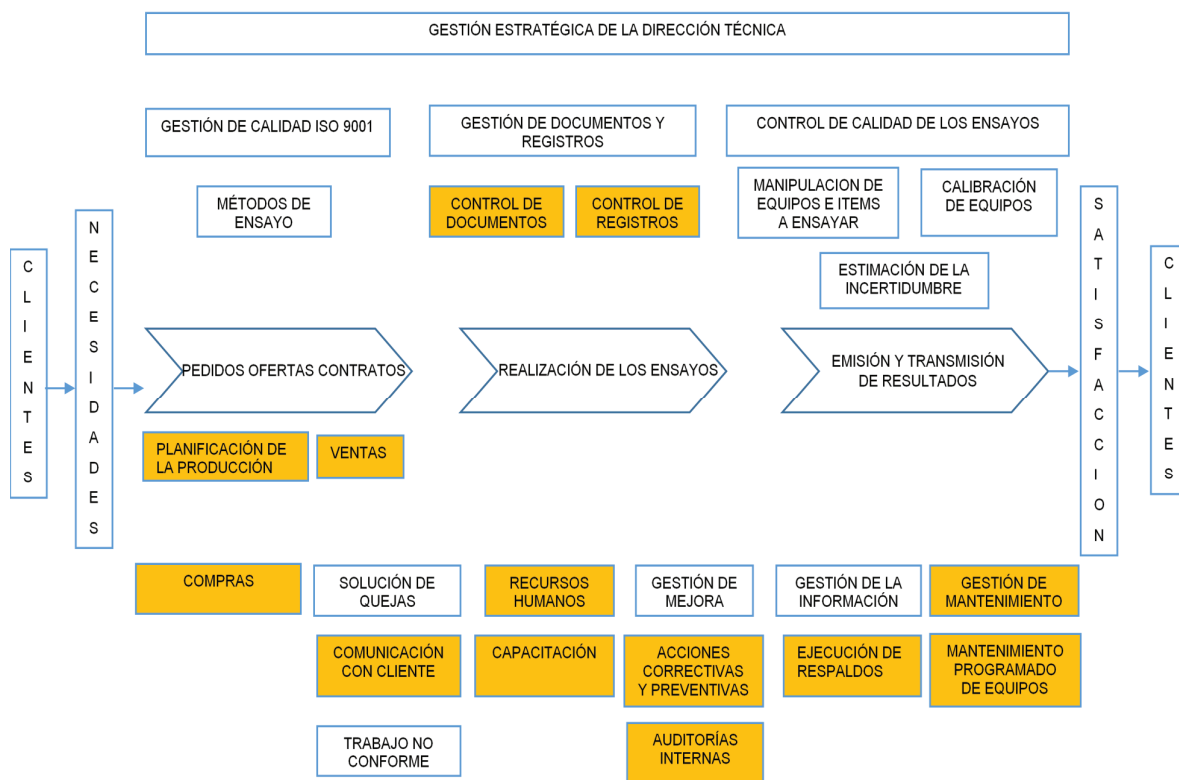 GESTIÓN ESTRATÉGICA DE LA DIRECCIÓN TÉCNICA
GESTIÓN DE CALIDAD ISO 9001
GESTIÓN DE DOCUMENTOS Y
REGISTROS
CONTROL DE CALIDAD DE LOS ENSAYOS
MÉTODOS DE
ENSAYO
CONTROL DE
DOCUMENTOS
CONTROL DE
REGISTROS
MANIPULACION DE
EQUIPOS E ITEMS
A ENSAYAR
CALIBRACIÓN
DE EQUIPOS
ESTIMACIÓN DE LA
INCERTIDUMBRE
CLIENTES
NECESIDADES
PEDIDOS OFERTAS CONTRATOS
REALIZACIÓN DE LOS ENSAYOS
EMISIÓN Y TRANSMISIÓN
DE RESULTADOS
SATISFACCION
CLIENTES
PLANIFICACIÓN DE
LA PRODUCCIÓN
VENTAS
COMPRAS
SOLUCIÓN DE
QUEJAS
RECURSOS
HUMANOS
GESTIÓN DE
MEJORA
GESTIÓN DE LA
INFORMACIÓN
GESTIÓN DE
MANTENIMIENTO
COMUNICACIÓN
CON CLIENTE
CAPACITACIÓN
ACCIONES
CORRECTIVAS
Y PREVENTIVAS
EJECUCIÓN DE
RESPALDOS
MANTENIMIENTO
PROGRAMADO
DE EQUIPOS
TRABAJO NO
CONFORME
AUDITORÍAS
INTERNAS